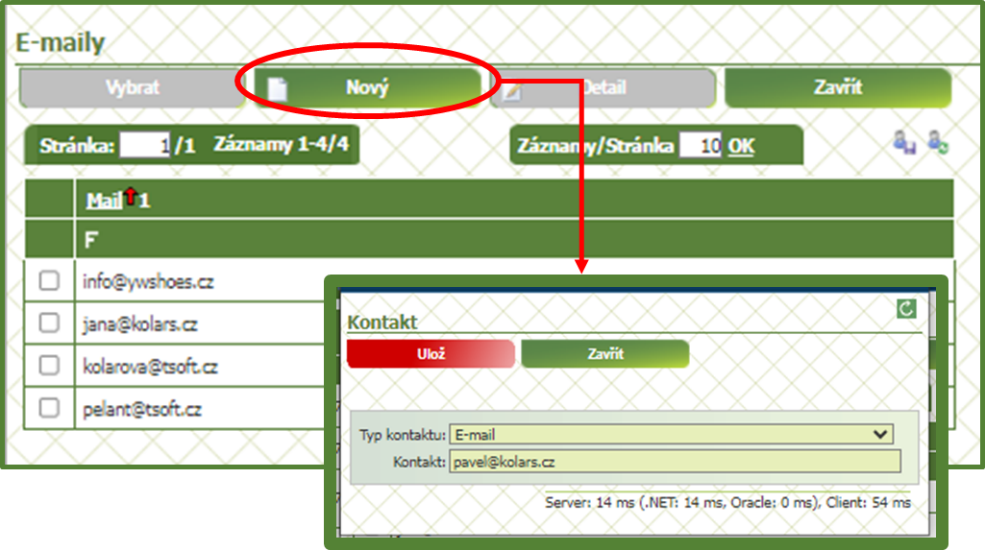 E-maily
Vybrat Nový Detail Zavřít
Stránka: 1 /1 Záznamy 1-4/4 Záznamy/Stránka 10 OK
Mail 1
F
info@ywshoes.cz
jana@kolars.cz
kolarova@tsoft.cz
pelant@tsoft.cz
Kontakt
Ulož Zavřít
Typ kontaktu: E-mail
Kontakt: pavel@kolars.cz
Server: 14 ms (.NET: 14 ms, Oracle: 0 ms), Client: 54 ms